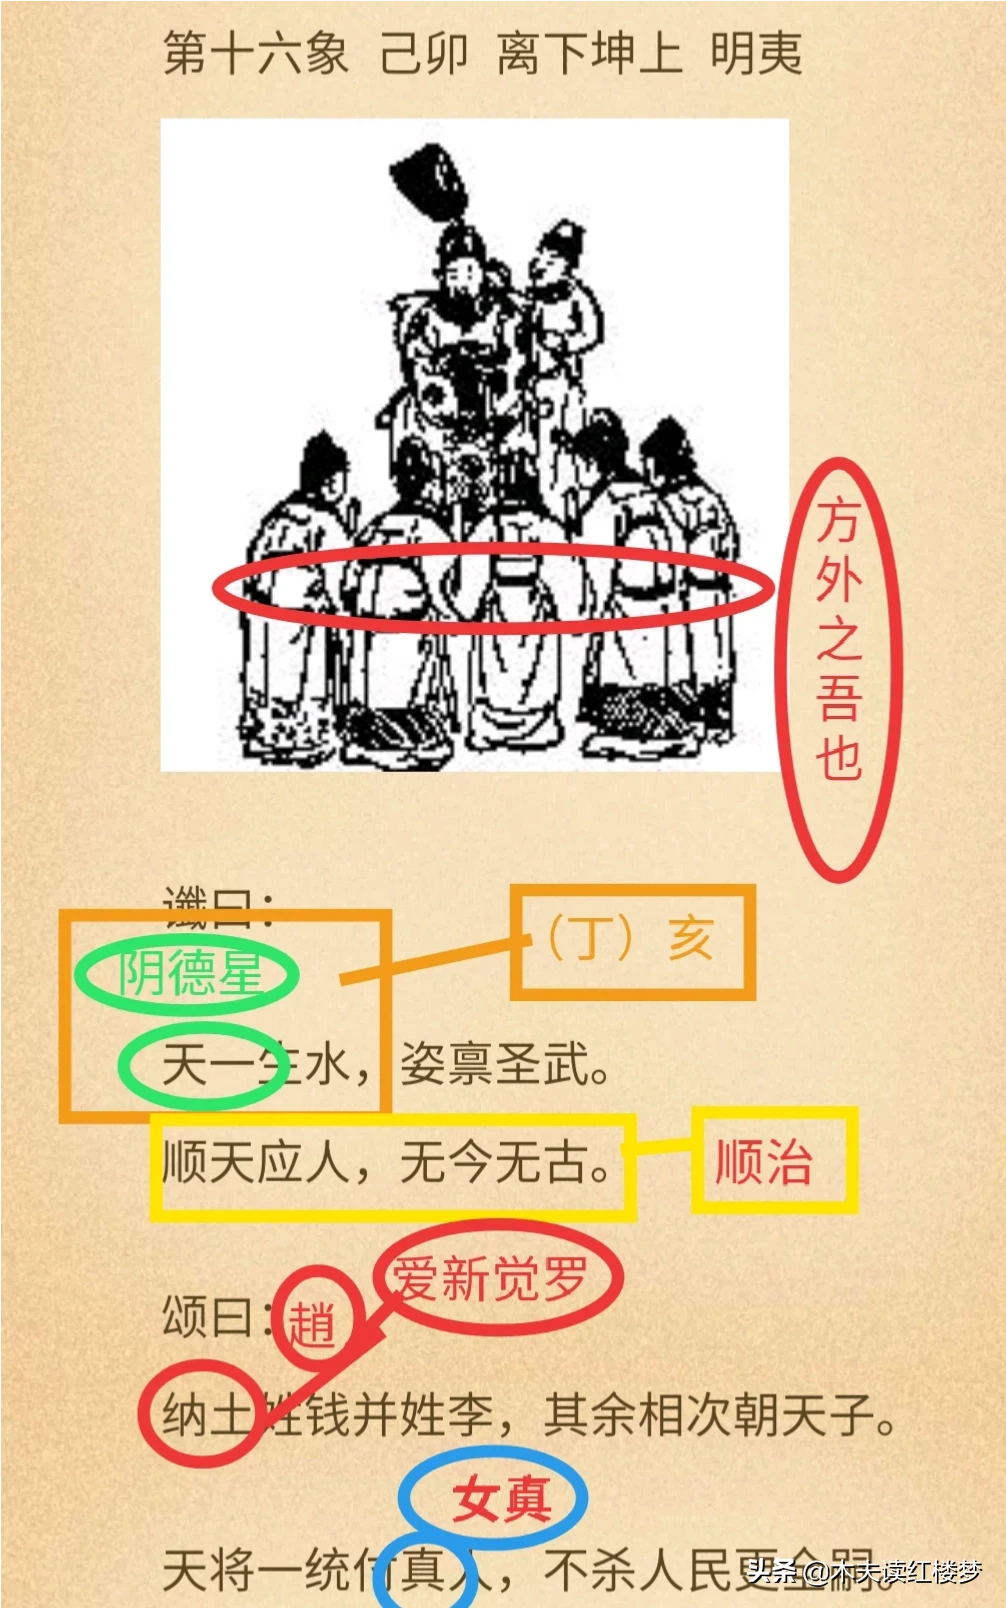 第十六象 己卯 离下坤上 明夷
方外之吾也
谶曰：
（丁）亥
阴德星
天一生水，姿禀圣武。
顺天应人，无今无古。
顺治
爱新觉罗
颂曰：
趙
纳土姓钱并姓李，其余相次朝天子。
女真
天将一统付真人，不杀人民更全嗣。
头条 @木夫读红楼梦